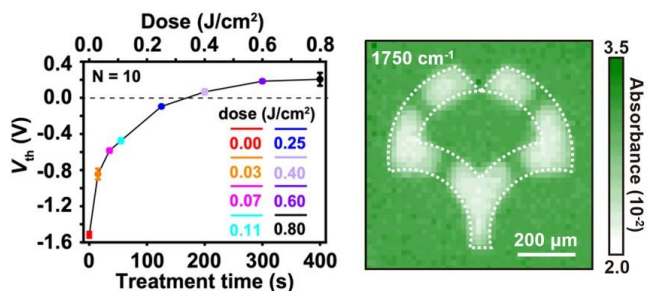 Dose (J/cm²)
0.0 0.2 0.4 0.6 0.8
0.4
0.0
-0.4
-0.8
-1.2
-1.6
Vth (V)
N = 10
dose (J/cm²)
0.00 0.25
0.03 0.40
0.07 0.60
0.11 0.80
0 100 200 300 400
Treatment time (s)
1750 cm⁻¹
200 μm
3.5
Absorbance (10⁻²)
2.0